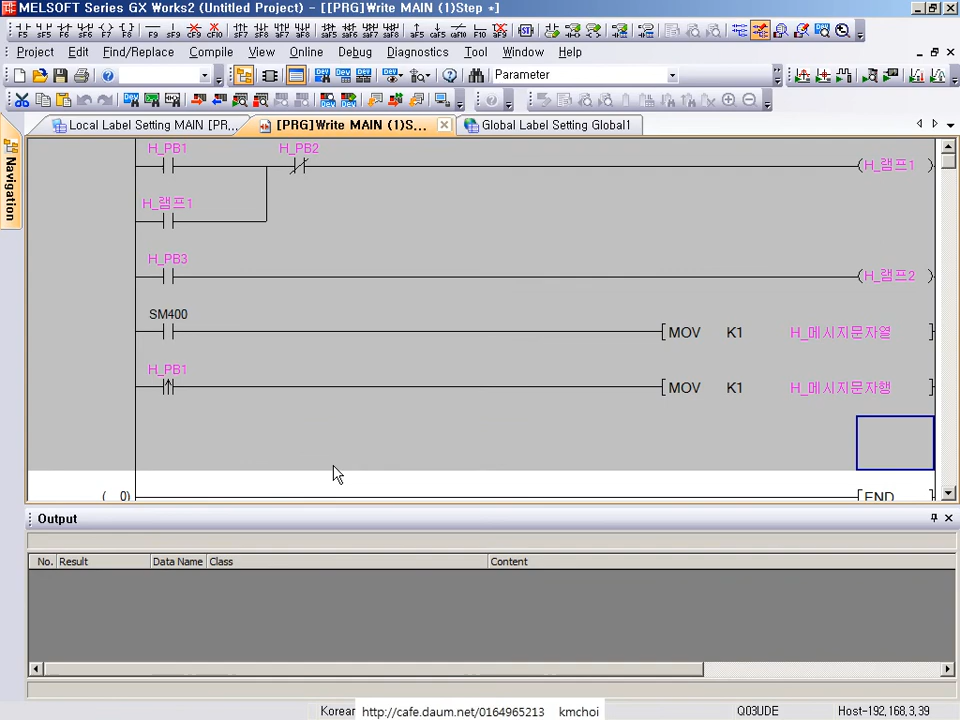 MELSOFT Series GX Works2 (Untitled Project) - [[PRG]Write MAIN (1)Step *]
Project Edit Find/Replace Compile View Online Debug Diagnostics Tool Window Help
Parameter
Local Label Setting MAIN [PR,... [PRG]Write MAIN (1)S... Global Label Setting Global1
Navigation
H_PB1 H_PB2
H_램프1
H_램프1
H_PB3
H_램프2
SM400
MOV K1 H_메시지문자열
H_PB1
MOV K1 H_메시지문자행
( 0) END
Output
No. Result Data Name Class Content
Korean http://cafe.daum.net/0164965213 kmchoi Q03UDE Host-192,168,3,39